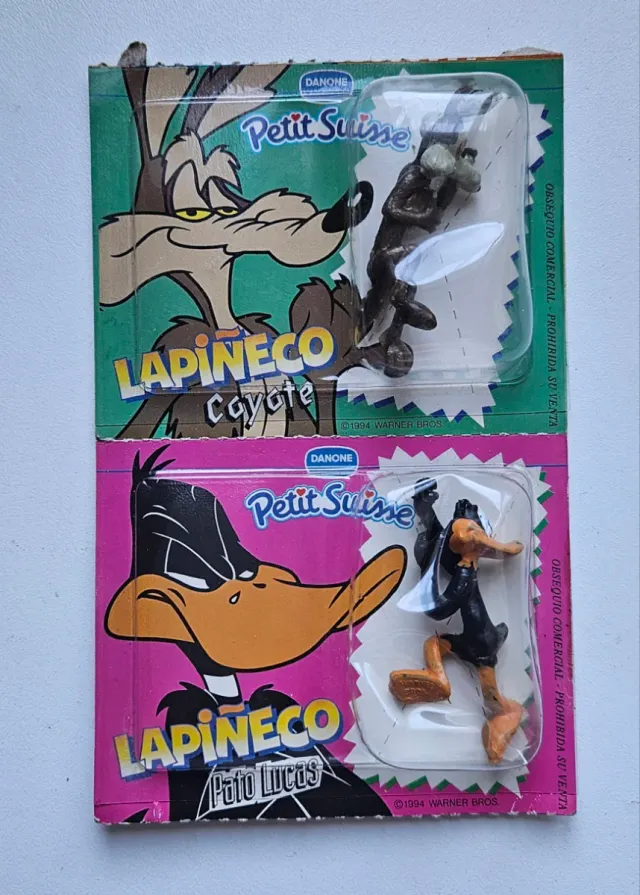 DANONE
Petit Suisse
LAPIÑECO
Coyote
OBSEQUIO COMERCIAL - PROHIBIDA SU VENTA
©1994 WARNER BROS.
DANONE
Petit Suisse
LAPIÑECO
Pato Lucas
OBSEQUIO COMERCIAL - PROHIBIDA SU VENTA
©1994 WARNER BROS.